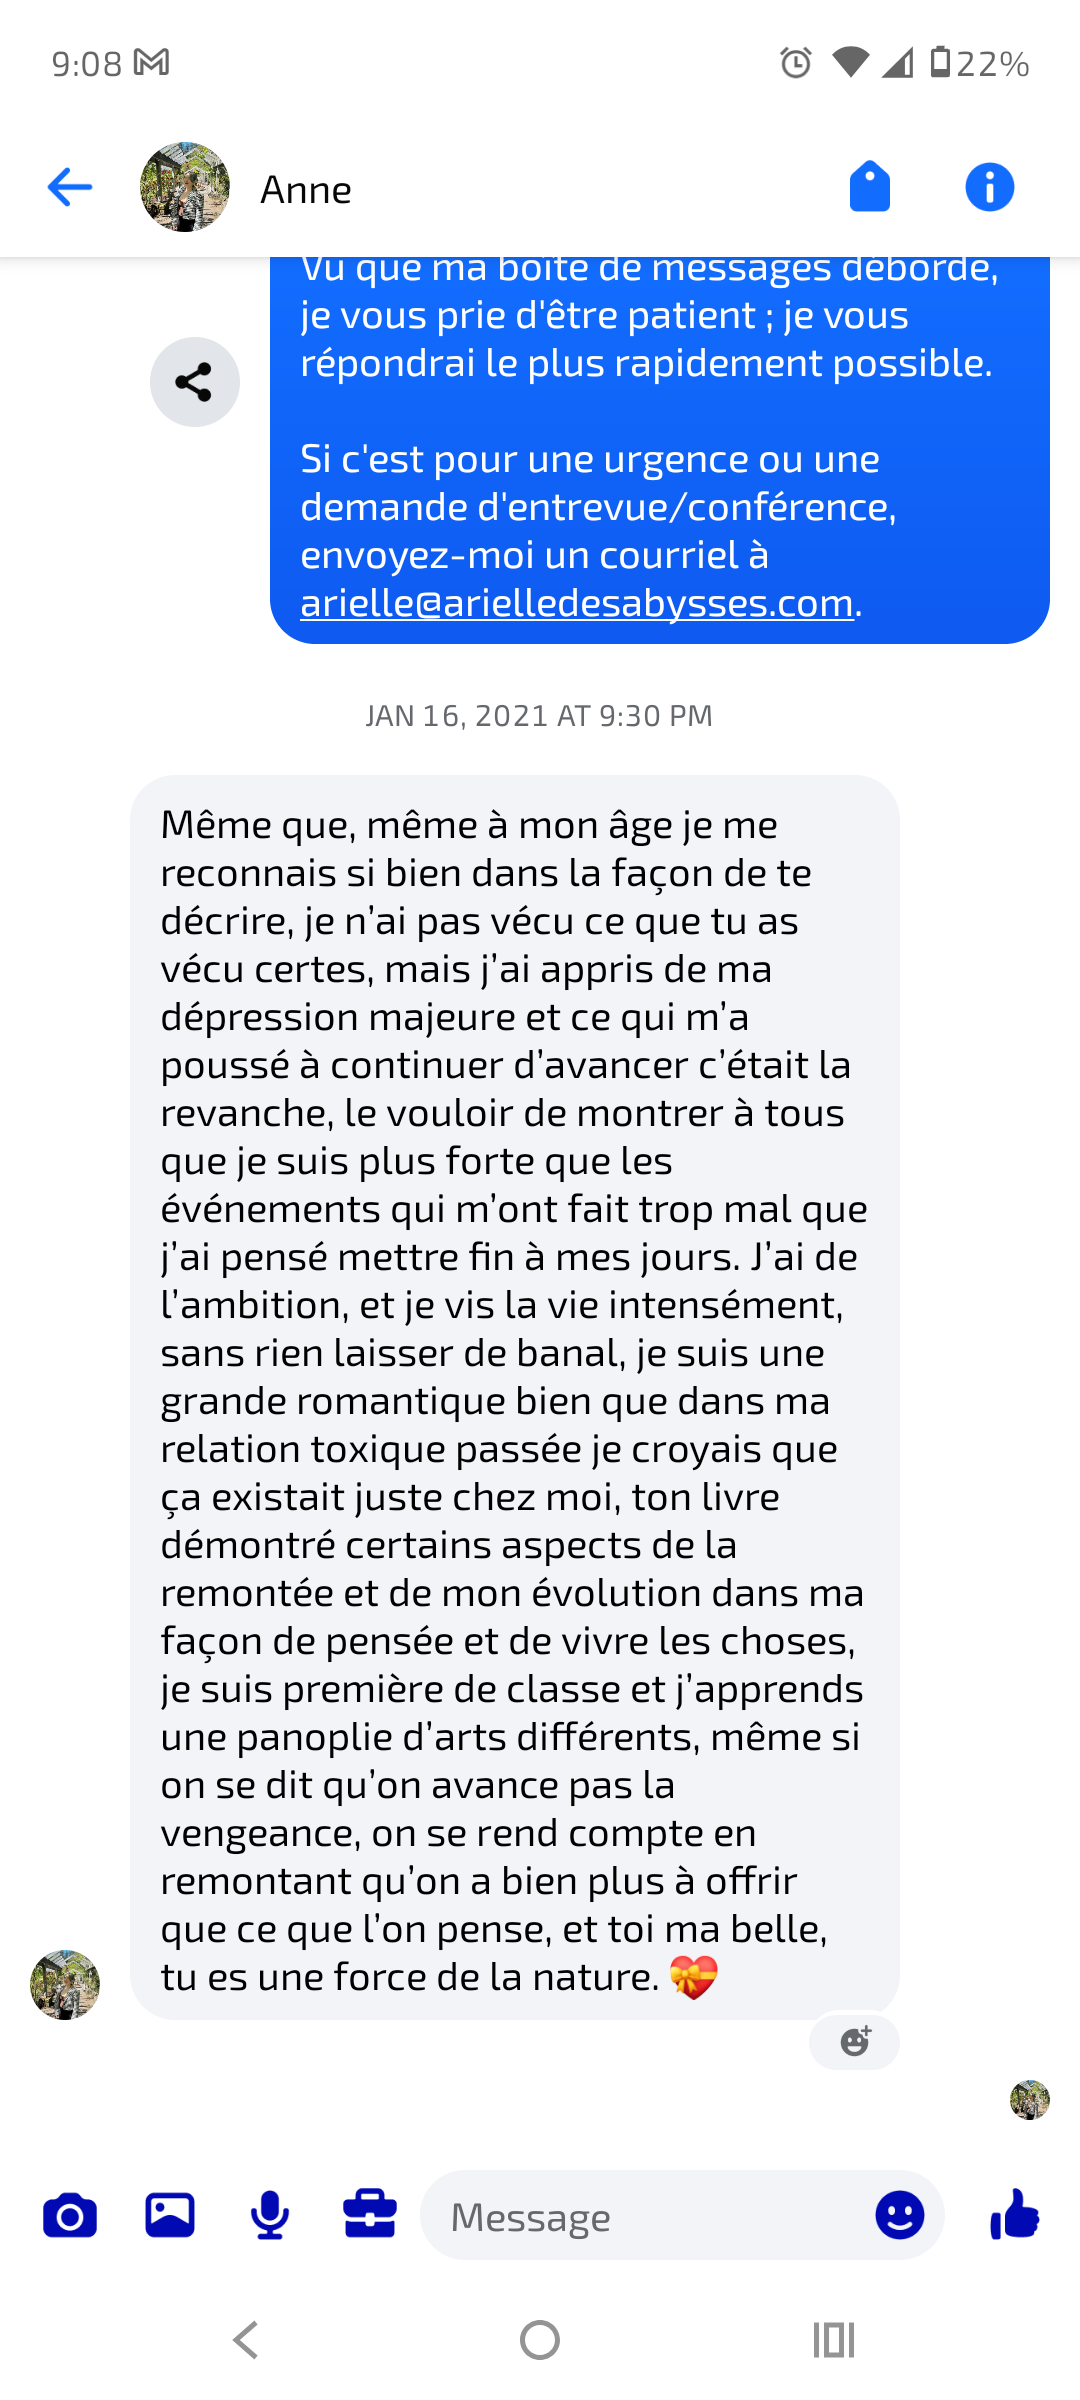 9:08
22%
Anne
Vu que ma boîte de messages déborde,
je vous prie d'être patient ; je vous
répondrai le plus rapidement possible.
Si c'est pour une urgence ou une
demande d'entrevue/conférence,
envoyez-moi un courriel à
arielle@arielledesabysses.com.
JAN 16, 2021 AT 9:30 PM
Même que, même à mon âge je me
reconnais si bien dans la façon de te
décrire, je n’ai pas vécu ce que tu as
vécu certes, mais j’ai appris de ma
dépression majeure et ce qui m’a
poussé à continuer d’avancer c’était la
revanche, le vouloir de montrer à tous
que je suis plus forte que les
événements qui m’ont fait trop mal que
j’ai pensé mettre fin à mes jours. J’ai de
l’ambition, et je vis la vie intensément,
sans rien laisser de banal, je suis une
grande romantique bien que dans ma
relation toxique passée je croyais que
ça existait juste chez moi, ton livre
démontré certains aspects de la
remontée et de mon évolution dans ma
façon de pensée et de vivre les choses,
je suis première de classe et j’apprends
une panoplie d’arts différents, même si
on se dit qu’on avance pas la
vengeance, on se rend compte en
remontant qu’on a bien plus à offrir
que ce que l’on pense, et toi ma belle,
tu es une force de la nature. 💝
Message